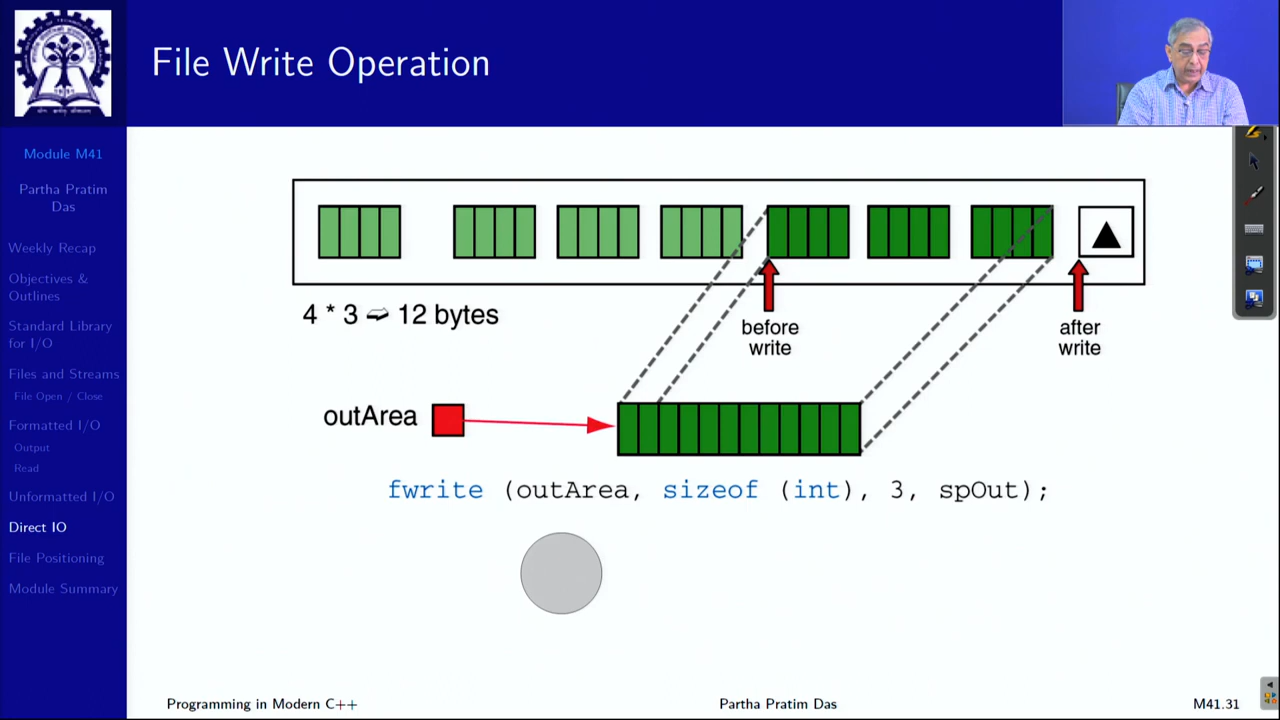 File Write Operation
Module M41
Partha Pratim
Das
Weekly Recap
Objectives &
Outlines
Standard Library
for I/O
Files and Streams
File Open / Close
Formatted I/O
Output
Read
Unformatted I/O
Direct IO
File Positioning
Module Summary
4 * 3 ➫ 12 bytes
before
write
after
write
outArea
fwrite (outArea, sizeof (int), 3, spOut);
Programming in Modern C++
Partha Pratim Das
M41.31